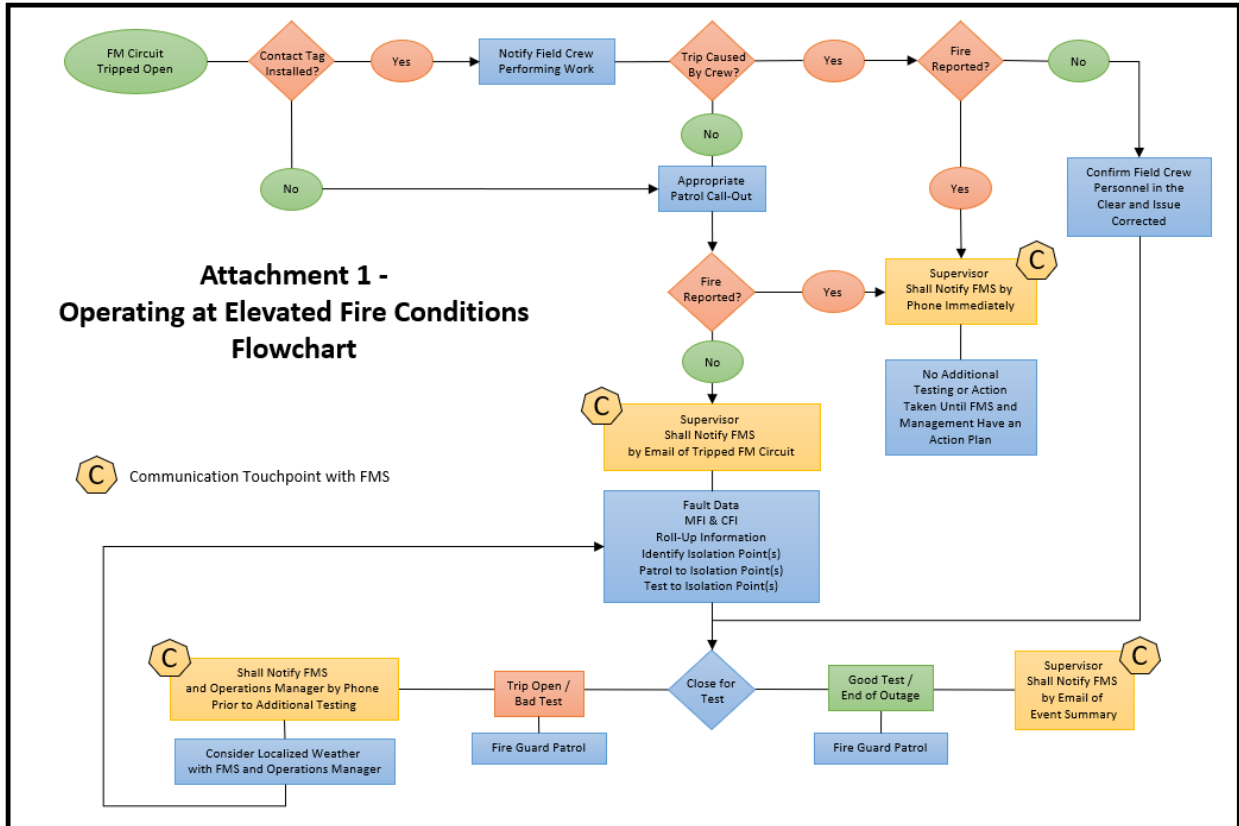 FM Circuit
Tripped Open
Contact Tag
Installed?
Yes
Notify Field Crew
Performing Work
Trip Caused
By Crew?
Yes
Fire
Reported?
No
No
No
Appropriate
Patrol Call-Out
Yes
Confirm Field Crew
Personnel in the
Clear and Issue
Corrected
Attachment 1 -
Operating at Elevated Fire Conditions
Flowchart
Fire
Reported?
Yes
C
Supervisor
Shall Notify FMS by
Phone Immediately
No
No Additional
Testing or Action
Taken Until FMS and
Management Have an
Action Plan
C
Supervisor
Shall Notify FMS
by Email of Tripped FM Circuit
C
Communication Touchpoint with FMS
Fault Data
MFI & CFI
Roll-Up Information
Identify Isolation Point(s)
Patrol to Isolation Point(s)
Test to Isolation Point(s)
C
Shall Notify FMS
and Operations Manager by Phone
Prior to Additional Testing
Trip Open /
Bad Test
Close for
Test
Good Test /
End of Outage
C
Supervisor
Shall Notify FMS
by Email of
Event Summary
Consider Localized Weather
with FMS and Operations Manager
Fire Guard Patrol
Fire Guard Patrol